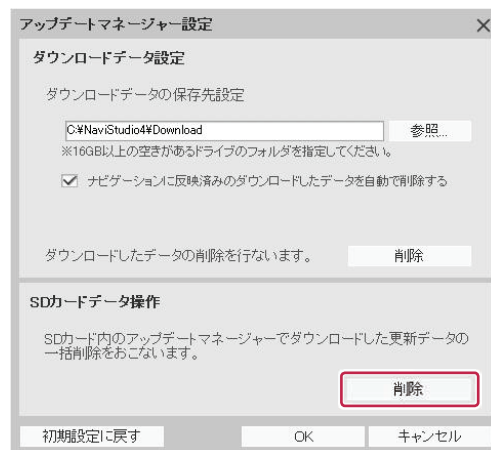 アップデートマネージャー設定
ダウンロードデータ設定
ダウンロードデータの保存先設定
C:¥NaviStudio4¥Download
参照...
※16GB以上の空きがあるドライブのフォルダを指定してください。
ナビゲーションに反映済みのダウンロードしたデータを自動で削除する
ダウンロードしたデータの削除を行ないます。
削除
SDカードデータ操作
SDカード内のアップデートマネージャーでダウンロードした更新データの
一括削除をおこないます。
削除
初期設定に戻す
OK
キャンセル